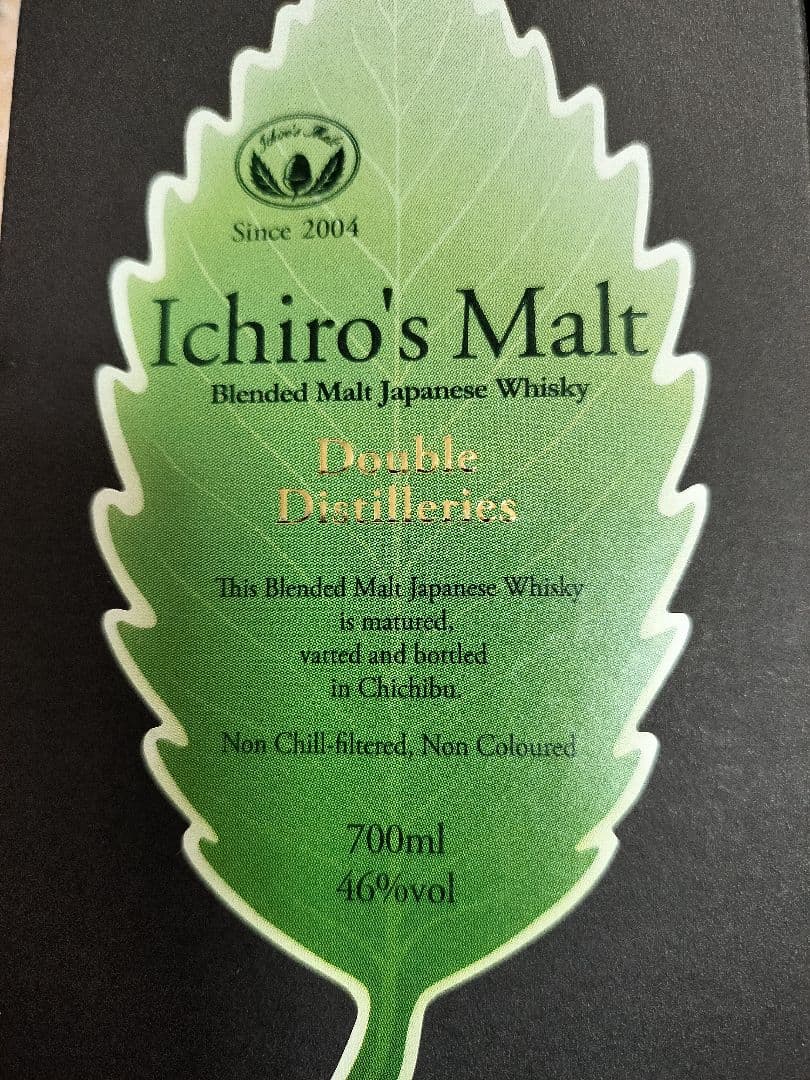 Ichiro's Malt
Since 2004
Ichiro's Malt
Blended Malt Japanese Whisky
Double
Distilleries
This Blended Malt Japanese Whisky
is matured,
vatted and bottled
in Chichibu.
Non Chill-filtered, Non Coloured
700ml
46%vol